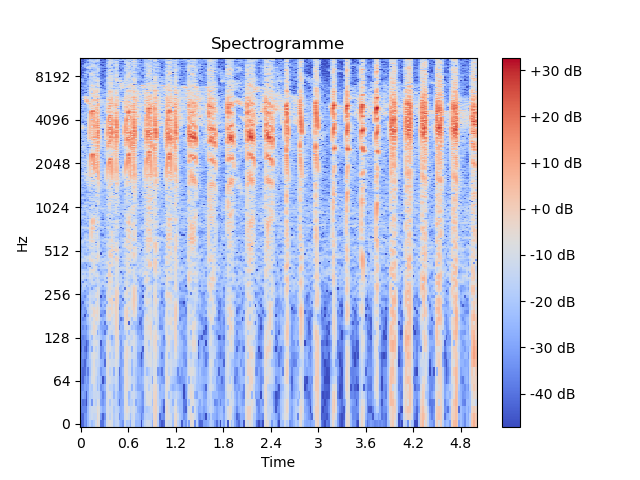 Spectrogramme
8192
4096
2048
1024
512
256
128
64
0
Hz
0 0.6 1.2 1.8 2.4 3 3.6 4.2 4.8
Time
+30 dB
+20 dB
+10 dB
+0 dB
-10 dB
-20 dB
-30 dB
-40 dB